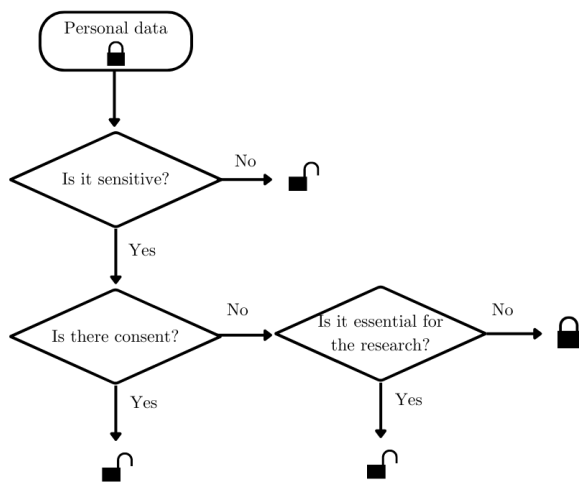 Personal data
Is it sensitive?
No
Yes
Is there consent?
No
Is it essential for
the research?
No
Yes
Yes